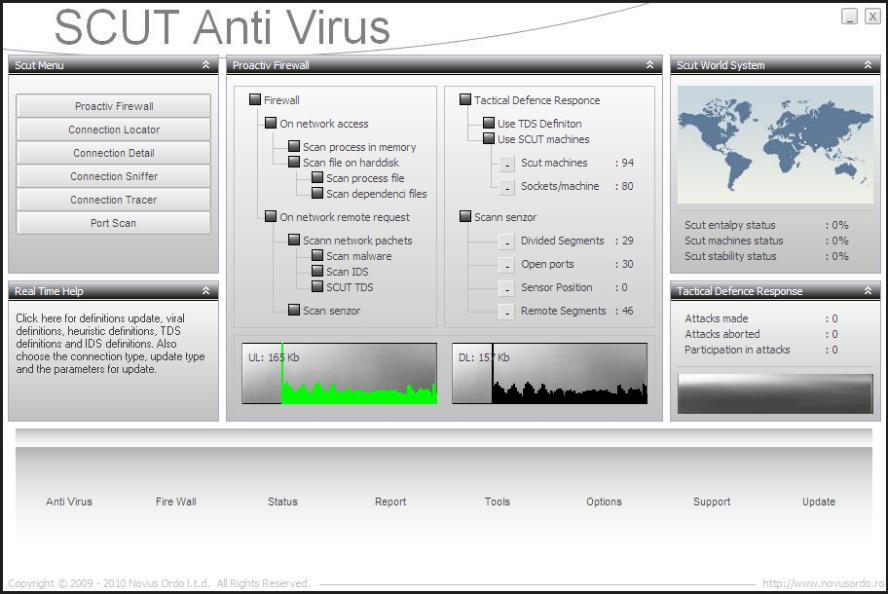 SCUT Anti Virus
_ X
Scut Menu
Proactiv Firewall
Connection Locator
Connection Detail
Connection Sniffer
Connection Tracer
Port Scan
Real Time Help
Click here for definitions update, viral
definitions, heuristic definitions, TDS
definitions and IDS definitions. Also
choose the connection type, update type
and the parameters for update.
Proactiv Firewall
Firewall
On network access
Scan process in memory
Scan file on harddisk
Scan process file
Scan dependenci files
On network remote request
Scann network pachets
Scan malware
Scan IDS
SCUT TDS
Scan senzor
Tactical Defence Responce
Use TDS Definiton
Use SCUT machines
- Scut machines : 94
- Sockets/machine : 80
Scann senzor
- Divided Segments : 29
- Open ports : 30
- Sensor Position : 0
- Remote Segments : 46
UL: 165 Kb
DL: 157 Kb
Scut World System
Scut entalpy status : 0%
Scut machines status : 0%
Scut stability status : 0%
Tactical Defence Response
Attacks made : 0
Attacks aborted : 0
Participation in attacks : 0
Anti Virus Fire Wall Status Report Tools Options Support Update
Copyright © 2009 - 2010 Novus Ordo l.t.d. All Rights Reserved. http://www.novusordo.ro